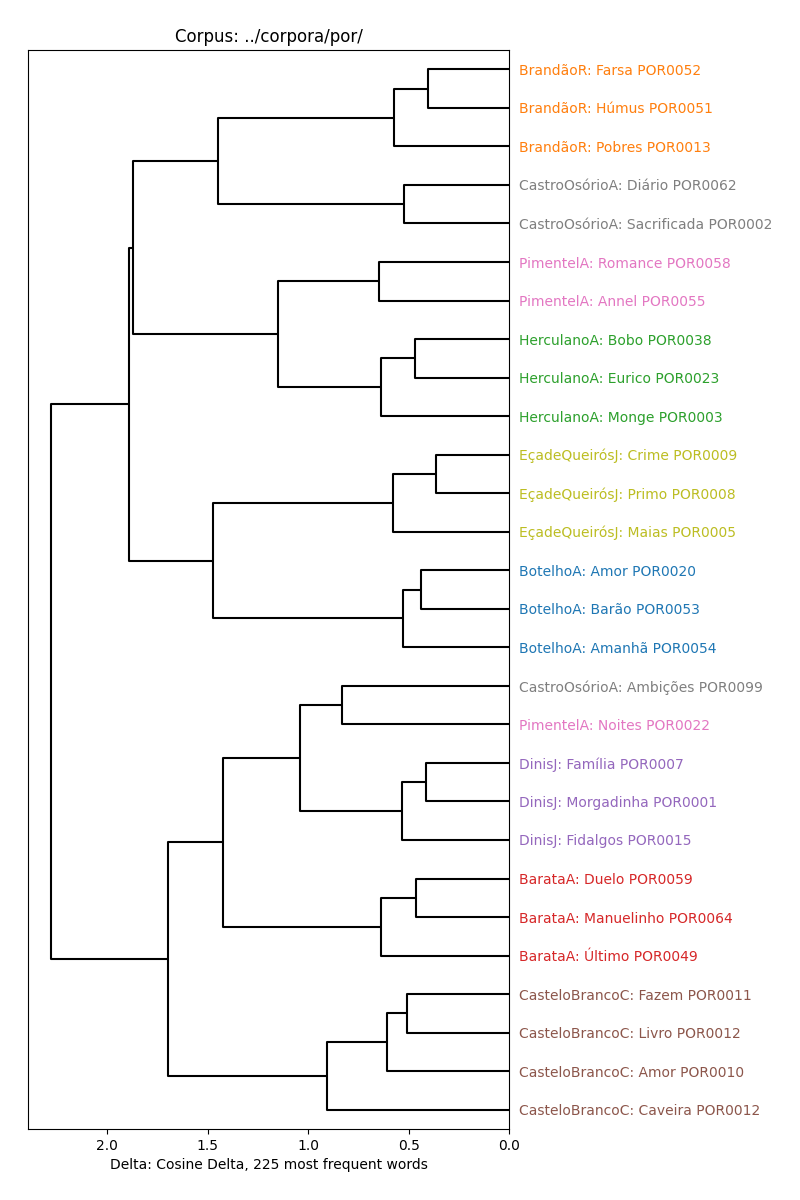 Corpus: ../corpora/por/
BrandãoR: Farsa POR0052
BrandãoR: Húmus POR0051
BrandãoR: Pobres POR0013
CastroOsórioA: Diário POR0062
CastroOsórioA: Sacrificada POR0002
PimentelA: Romance POR0058
PimentelA: Annel POR0055
HerculanoA: Bobo POR0038
HerculanoA: Eurico POR0023
HerculanoA: Monge POR0003
EçadeQueirósJ: Crime POR0009
EçadeQueirósJ: Primo POR0008
EçadeQueirósJ: Maias POR0005
BotelhoA: Amor POR0020
BotelhoA: Barão POR0053
BotelhoA: Amanhã POR0054
CastroOsórioA: Ambições POR0099
PimentelA: Noites POR0022
DinisJ: Família POR0007
DinisJ: Morgadinha POR0001
DinisJ: Fidalgos POR0015
BarataA: Duelo POR0059
BarataA: Manuelinho POR0064
BarataA: Último POR0049
CasteloBrancoC: Fazem POR0011
CasteloBrancoC: Livro POR0012
CasteloBrancoC: Amor POR0010
CasteloBrancoC: Caveira POR0012
2.0 1.5 1.0 0.5 0.0
Delta: Cosine Delta, 225 most frequent words